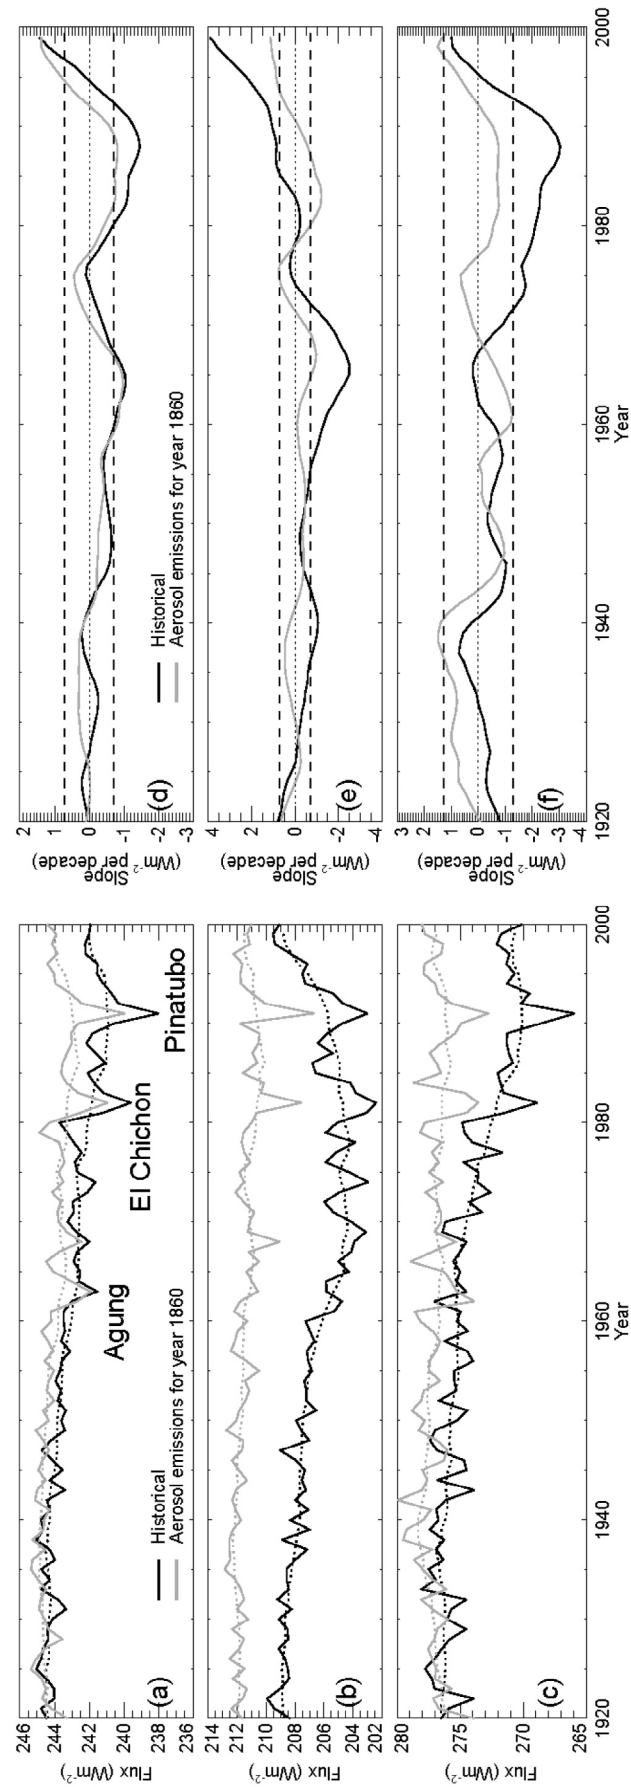 246
244
242
240
238
236
Flux (Wm-2)
(a)
Agung
El Chichon
Pinatubo
Historical
Aerosol emissions for year 1860
214
212
210
208
206
204
202
Flux (Wm-2)
(b)
280
275
270
265
Flux (Wm-2)
(c)
1920 1940 1960 1980 2000
Year
2
1
0
-1
-2
-3
Slope
(Wm-2 per decade)
(d)
Historical
Aerosol emissions for year 1860
4
2
0
-2
-4
Slope
(Wm-2 per decade)
(e)
3
2
1
0
-1
-2
-3
-4
Slope
(Wm-2 per decade)
(f)
1920 1940 1960 1980 2000
Year